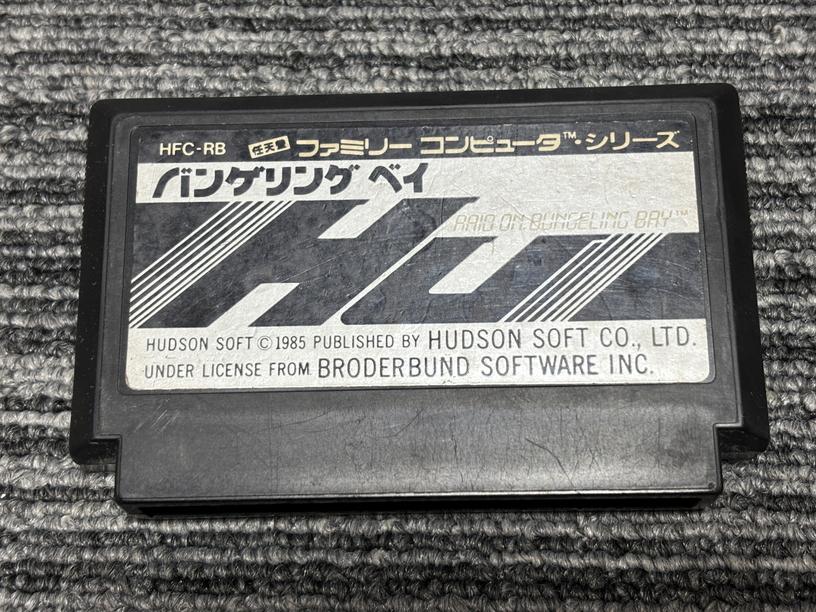 HFC-RB 任天堂 ファミリー コンピュータ™・シリーズ
バンゲリング ベイ
RAID ON BUNGELING BAY™
HUDSON SOFT © 1985 PUBLISHED BY HUDSON SOFT CO., LTD.
UNDER LICENSE FROM BRODERBUND SOFTWARE INC.